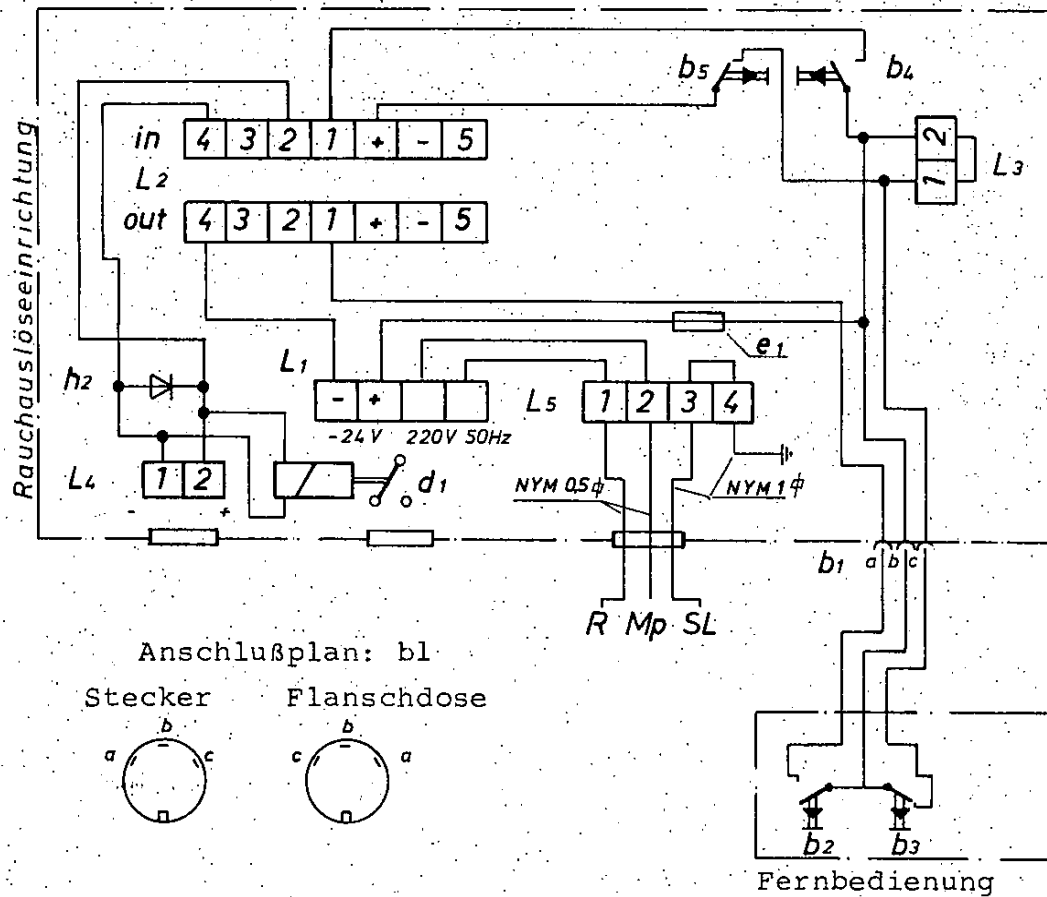 Rauchauslöseeinrichtung
b5 b4
in 4 3 2 1 + - 5
L2
out 4 3 2 1 + - 5
2
1
L3
e1
h2
L1 - +
-24V 220V 50Hz
L5 1 2 3 4
L4 1 2
- +
d1
NYM 0,5 ϕ
NYM 1 ϕ
b1 a b c
R Mp SL
Anschlußplan: b1
Stecker Flanschdose
a b c
c b a
b2 b3
Fernbedienung